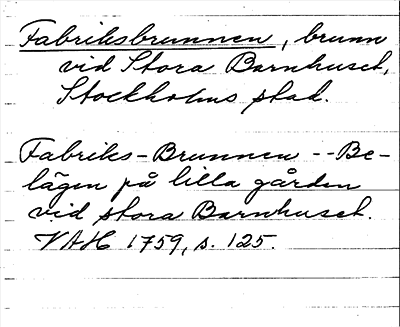 Fabriksbrunnen, brunn
vid Stora Barnhuset,
Stockholms stad.
Fabriks-Brunnen -- Be-
lägen på lilla gården
vid stora Barnhuset.
VAH 1759, s. 125.